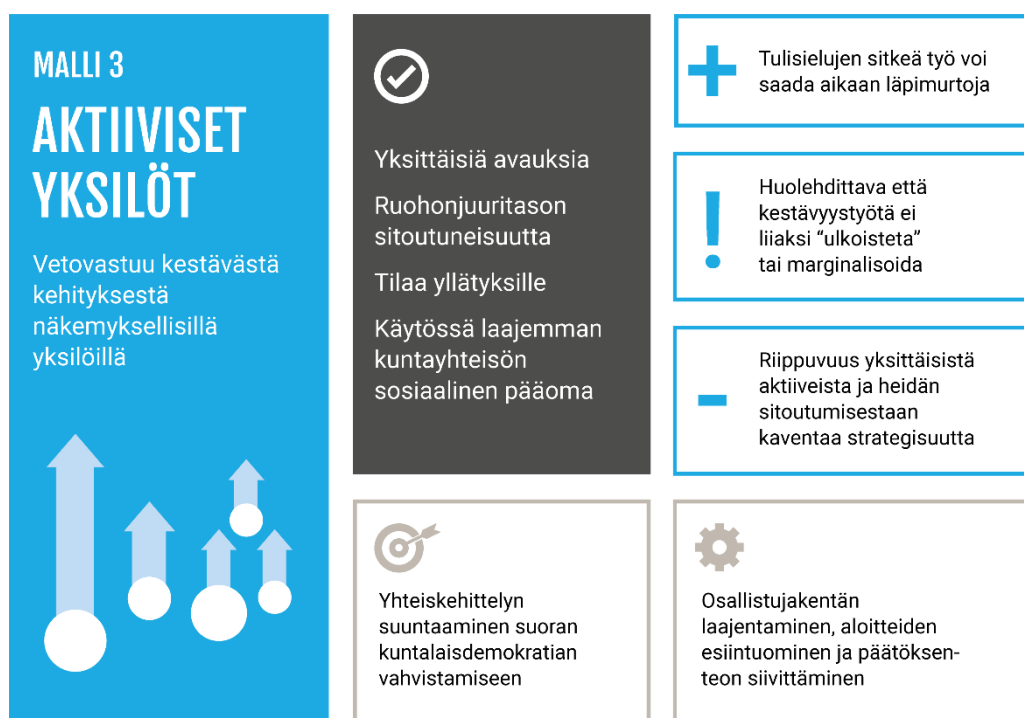 MALLI 3
AKTIIVISET
YKSILÖT
Vetovastuu kestävästä
kehityksestä
näkemyksellisillä
yksilöillä
Yksittäisiä avauksia
Ruohonjuuritason
sitoutuneisuutta
Tilaa yllätyksille
Käytössä laajemman
kuntayhteisön
sosiaalinen pääoma
+
Tulisielujen sitkeä työ voi
saada aikaan läpimurtoja
!
Huolehdittava että
kestävyystyötä ei
liiaksi “ulkoisteta”
tai marginalisoida
-
Riippuvuus yksittäisistä
aktiiveista ja heidän
sitoutumisestaan
kaventaa strategisuutta
Yhteiskehittelyn
suuntaaminen suoran
kuntalaisdemokratian
vahvistamiseen
Osallistujakentän
laajentaminen, aloitteiden
esiintuominen ja päätöksen-
teon siivittäminen